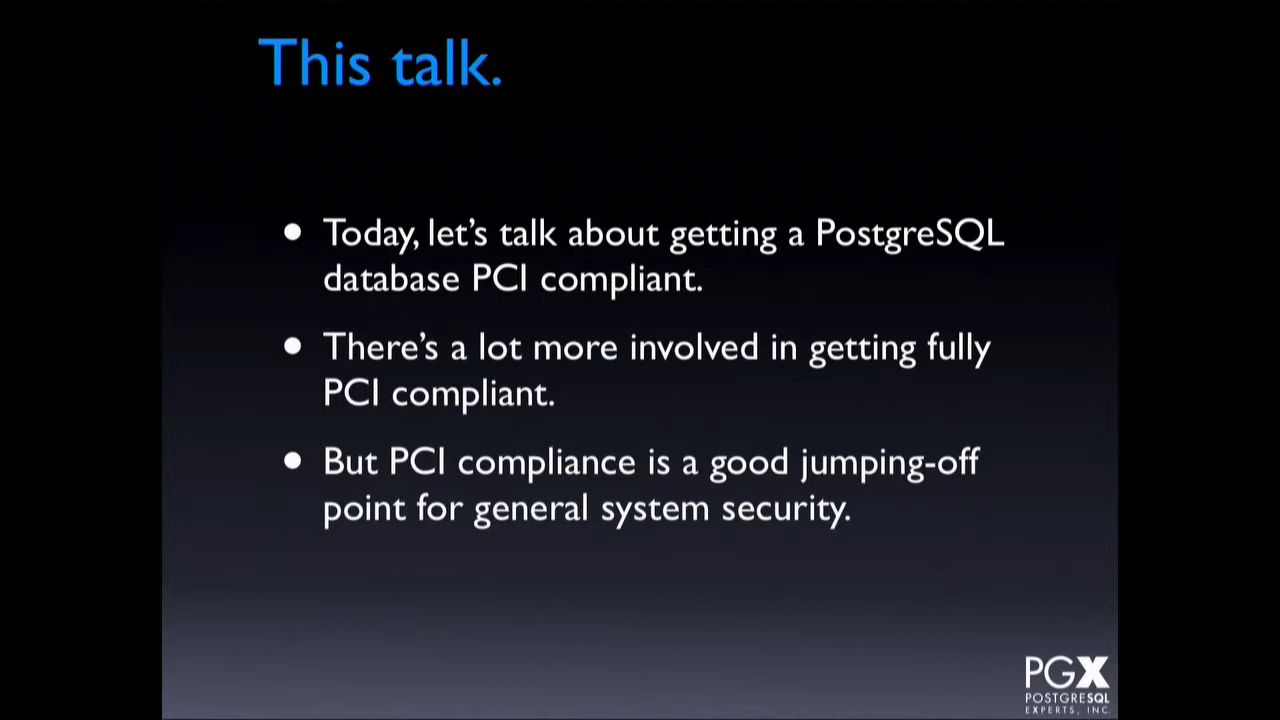 This talk.
• Today, let's talk about getting a PostgreSQL
database PCI compliant.
• There's a lot more involved in getting fully
PCI compliant.
• But PCI compliance is a good jumping-off
point for general system security.
PGX
POSTGRESQL
EXPERTS, INC.